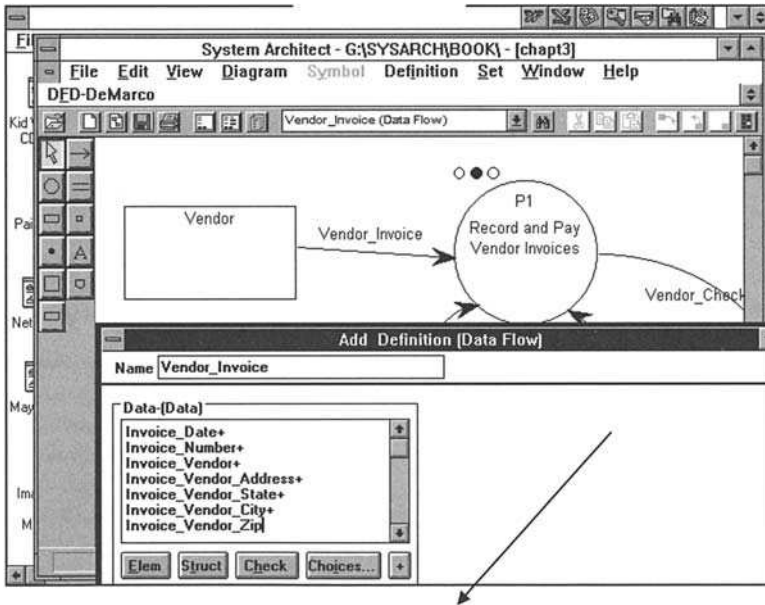 System Architect - G:\SYSARCH\BOOK\ - [chapt3]
File Edit View Diagram Symbol Definition Set Window Help
DFD-DeMarco
Vendor_Invoice (Data Flow)
Kid
P1
Record and Pay
Vendor Invoices
Vendor
Vendor_Invoice
Vendor_Check
Net
May
Add Definition (Data Flow)
Name Vendor_Invoice
Data-(Data)
Invoice_Date+
Invoice_Number+
Invoice_Vendor+
Invoice_Vendor_Address+
Invoice_Vendor_State+
Invoice_Vendor_City+
Invoice_Vendor_Zip
Elem Struct Check Choices... +